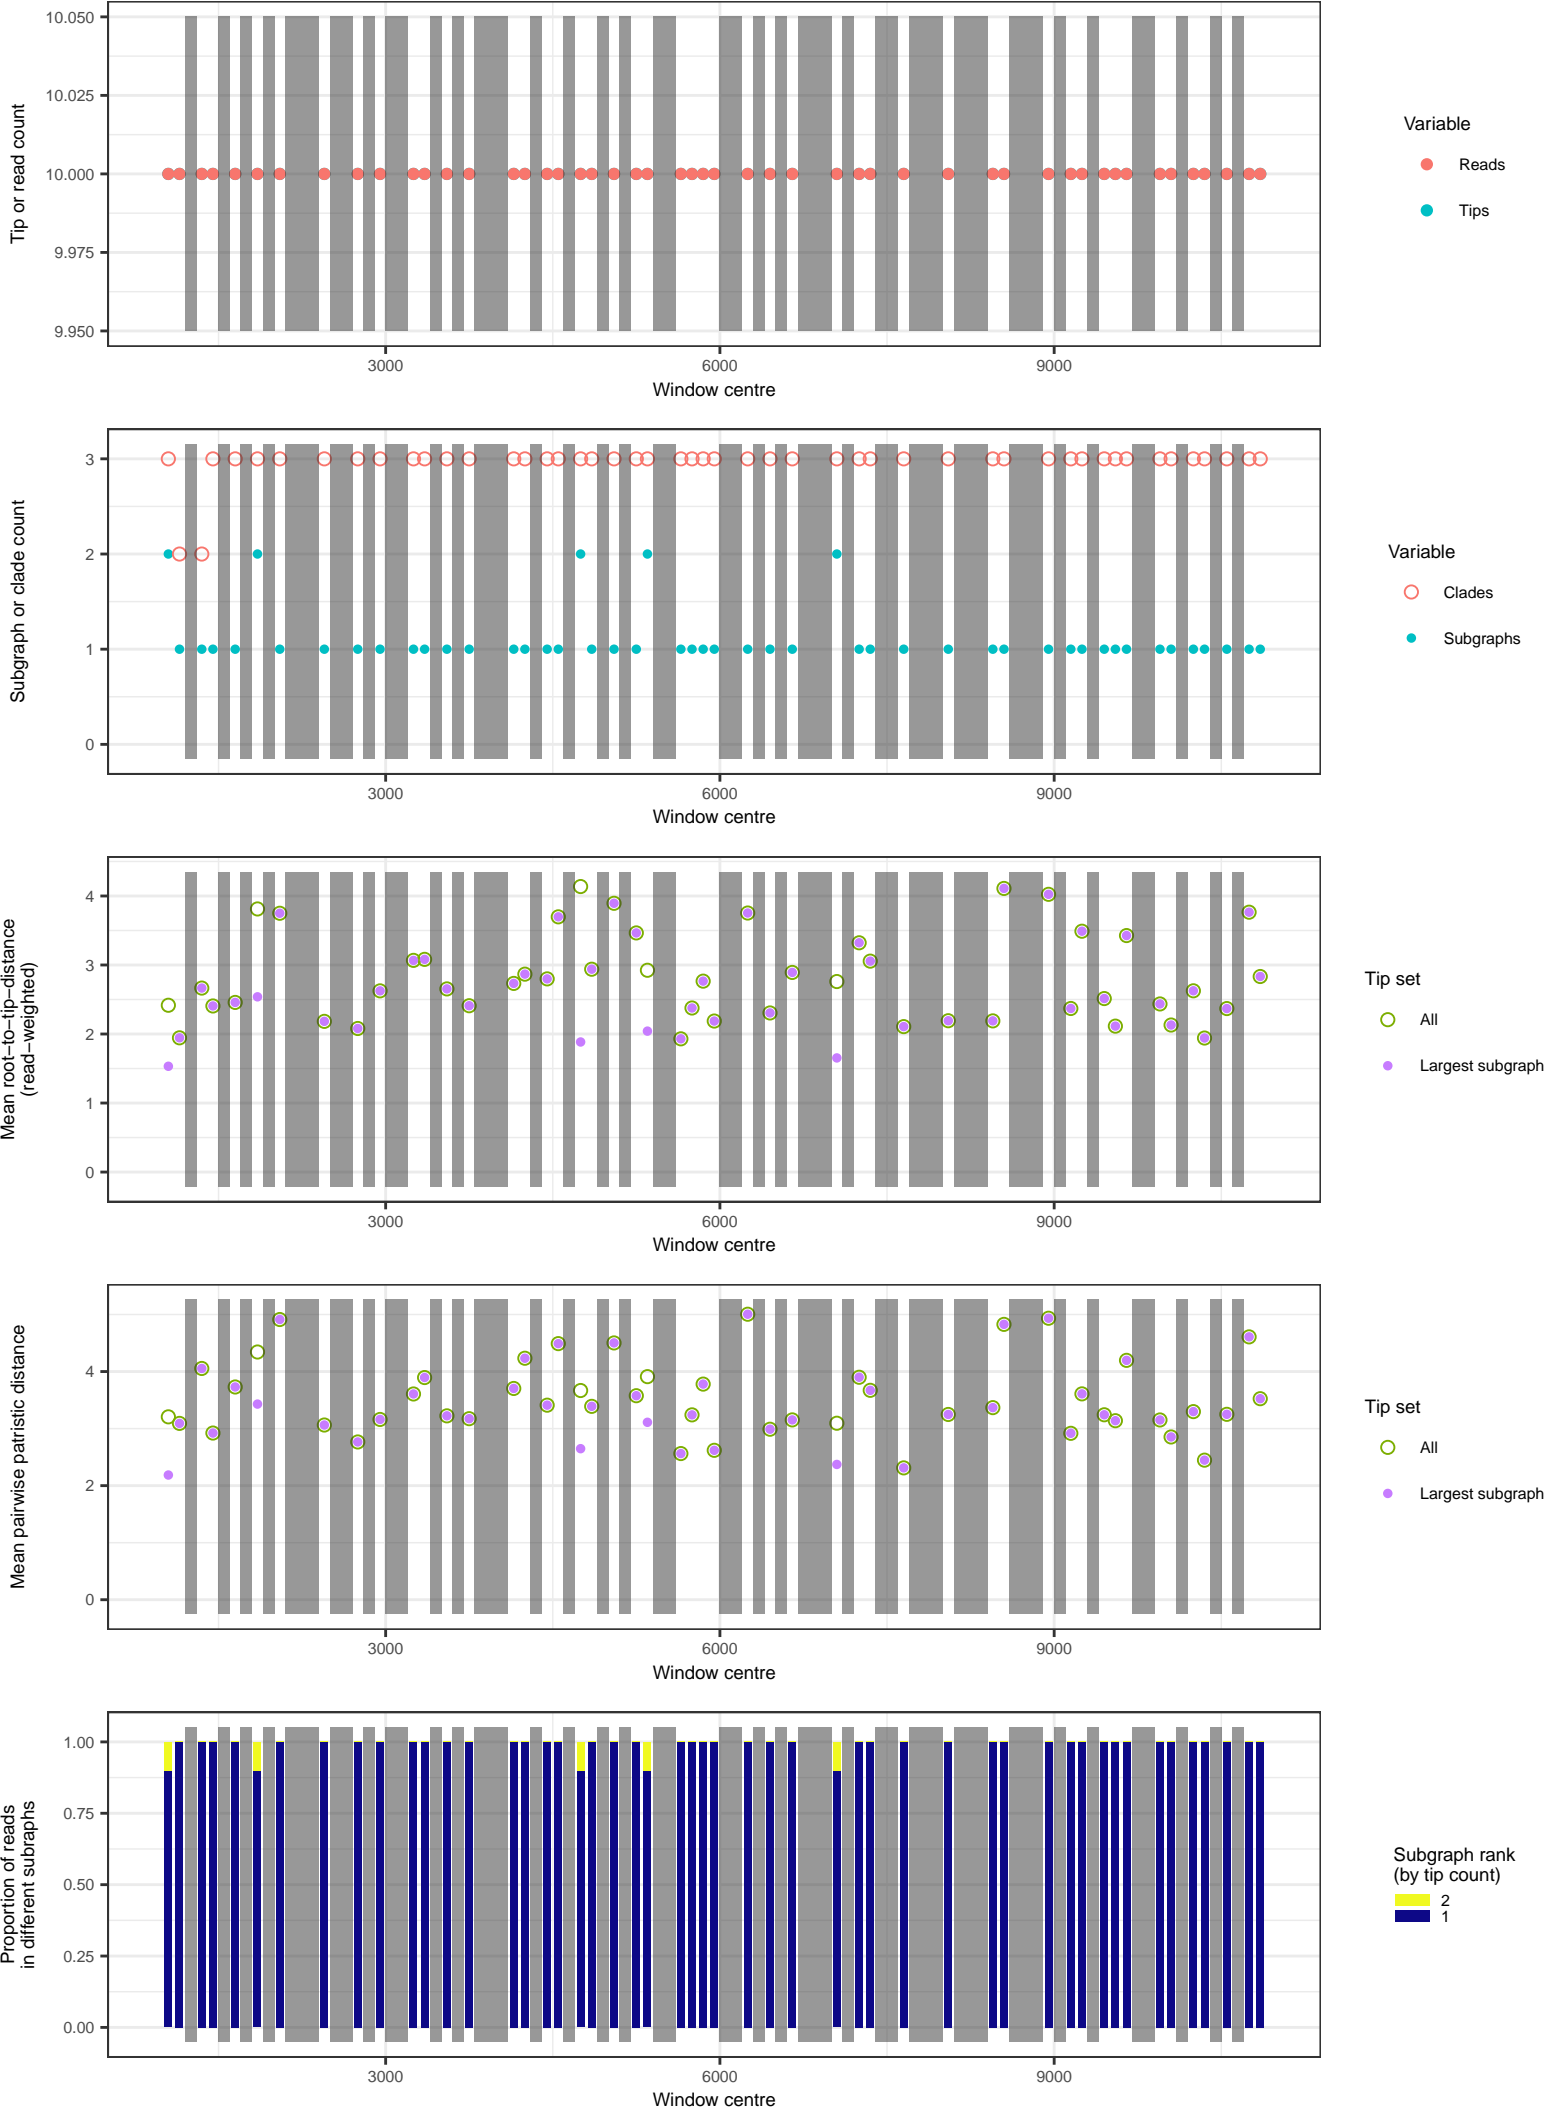 10.050
10.025
10.000
9.975
9.950
Tip or read count
3000
6000
9000
Window centre
Variable
Reads
Tips
3
2
1
0
Subgraph or clade count
3000
6000
9000
Window centre
Variable
Clades
Subgraphs
4
3
2
1
0
Mean root−to−tip−distance
(read−weighted)
3000
6000
9000
Window centre
Tip set
All
Largest subgraph
4
2
0
Mean pairwise patristic distance
3000
6000
9000
Window centre
Tip set
All
Largest subgraph
1.00
0.75
0.50
0.25
0.00
Proportion of reads
in different subraphs
3000
6000
9000
Window centre
Subgraph rank
(by tip count)
2
1